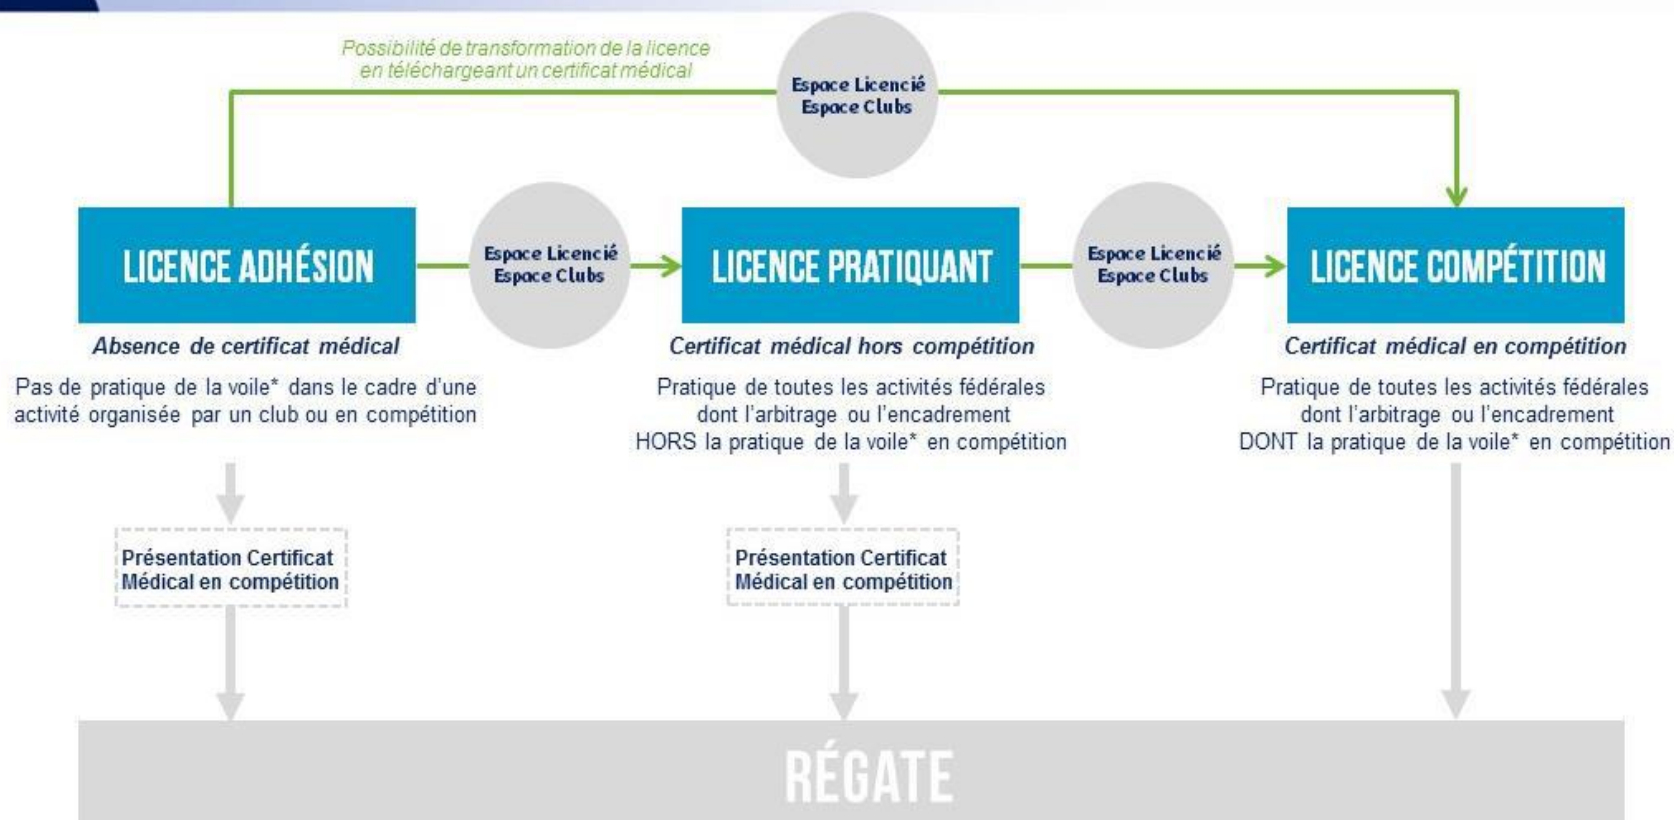 Possibilité de transformation de la licence
en téléchargeant un certificat médical
Espace Licencié
Espace Clubs
LICENCE ADHÉSION
Espace Licencié
Espace Clubs
LICENCE PRATIQUANT
Espace Licencié
Espace Clubs
LICENCE COMPÉTITION
Absence de certificat médical
Pas de pratique de la voile* dans le cadre d'une
activité organisée par un club ou en compétition
Certificat médical hors compétition
Pratique de toutes les activités fédérales
dont l'arbitrage ou l'encadrement
HORS la pratique de la voile* en compétition
Certificat médical en compétition
Pratique de toutes les activités fédérales
dont l'arbitrage ou l'encadrement
DONT la pratique de la voile* en compétition
Présentation Certificat
Médical en compétition
Présentation Certificat
Médical en compétition
RÉGATE